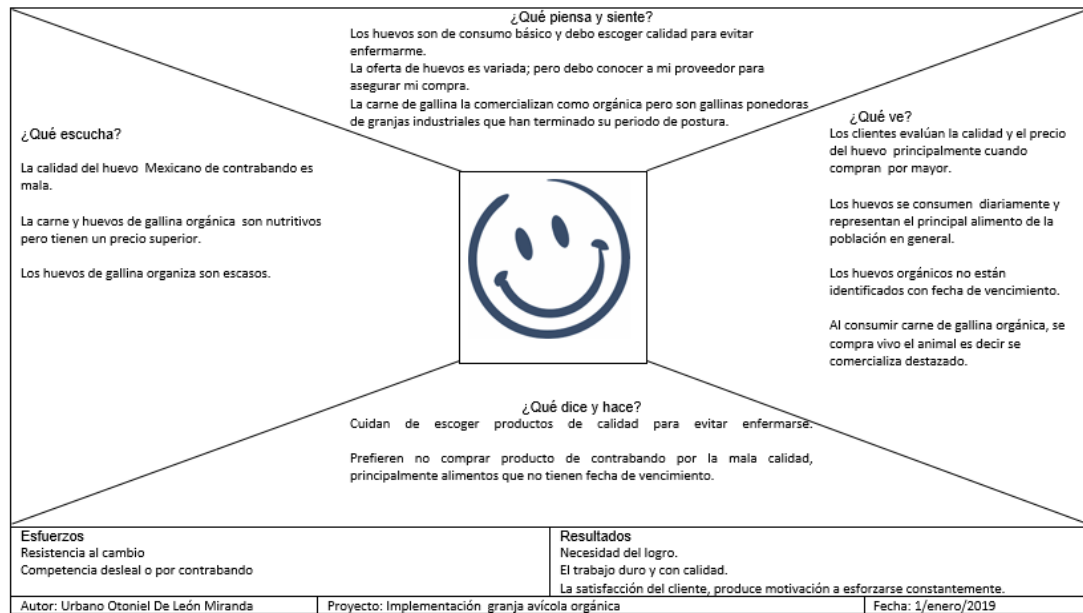 ¿Qué piensa y siente?
Los huevos son de consumo básico y debo escoger calidad para evitar
enfermarme.
La oferta de huevos es variada; pero debo conocer a mi proveedor para
asegurar mi compra.
La carne de gallina la comercializan como orgánica pero son gallinas ponedoras
de granjas industriales que han terminado su periodo de postura.
¿Qué escucha?
La calidad del huevo Mexicano de contrabando es
mala.
La carne y huevos de gallina orgánica son nutritivos
pero tienen un precio superior.
Los huevos de gallina organiza son escasos.
¿Qué ve?
Los clientes evalúan la calidad y el precio
del huevo principalmente cuando
compran por mayor.
Los huevos se consumen diariamente y
representan el principal alimento de la
población en general.
Los huevos orgánicos no están
identificados con fecha de vencimiento.
Al consumir carne de gallina orgánica, se
compra vivo el animal es decir se
comercializa destazado.
¿Qué dice y hace?
Cuidan de escoger productos de calidad para evitar enfermarse.
Prefieren no comprar producto de contrabando por la mala calidad,
principalmente alimentos que no tienen fecha de vencimiento.
Esfuerzos
Resistencia al cambio
Competencia desleal o por contrabando
Resultados
Necesidad del logro.
El trabajo duro y con calidad.
La satisfacción del cliente, produce motivación a esforzarse constantemente.
Autor: Urbano Otoniel De León Miranda
Proyecto: Implementación granja avícola orgánica
Fecha: 1/enero/2019